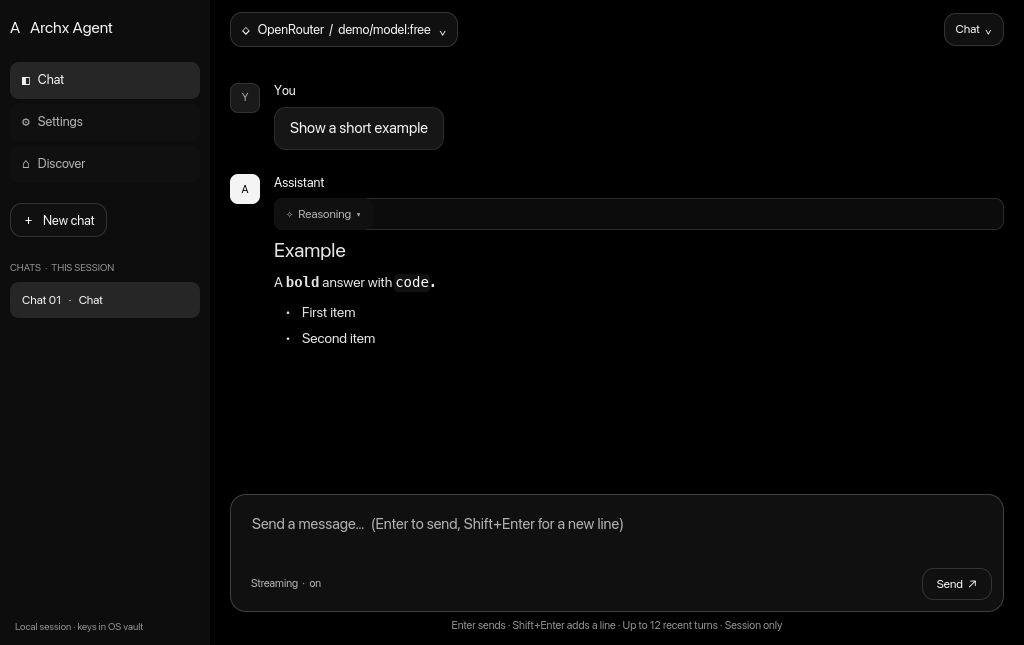 A Archx Agent
Chat
Settings
Discover
+ New chat
CHATS · THIS SESSION
Chat 01 · Chat
Local session · keys in OS vault
OpenRouter / demo/model:free
Chat
Y
You
Show a short example
A
Assistant
Reasoning
Example
A bold answer with code.
• First item
• Second item
Send a message... (Enter to send, Shift+Enter for a new line)
Streaming · on
Send ↗
Enter sends · Shift+Enter adds a line · Up to 12 recent turns · Session only